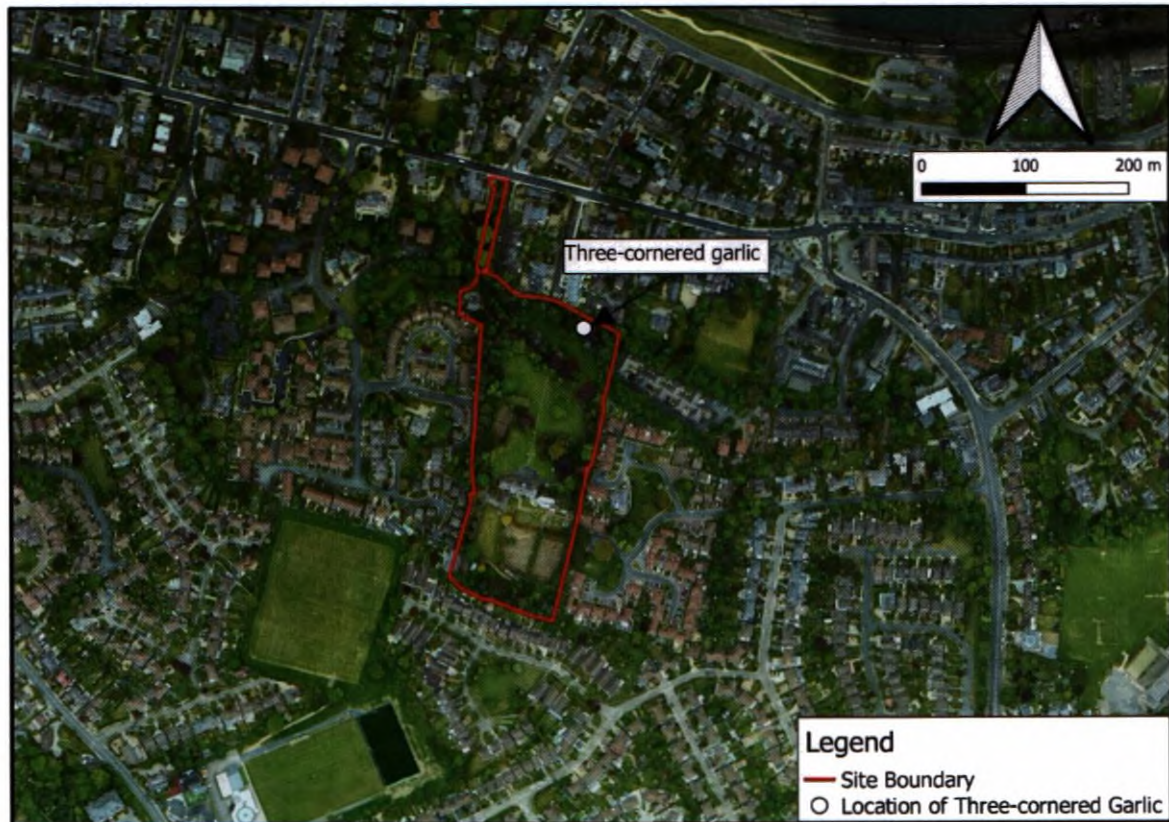 0 100 200 m
Three-cornered garlic
Legend
Site Boundary
Location of Three-cornered Garlic